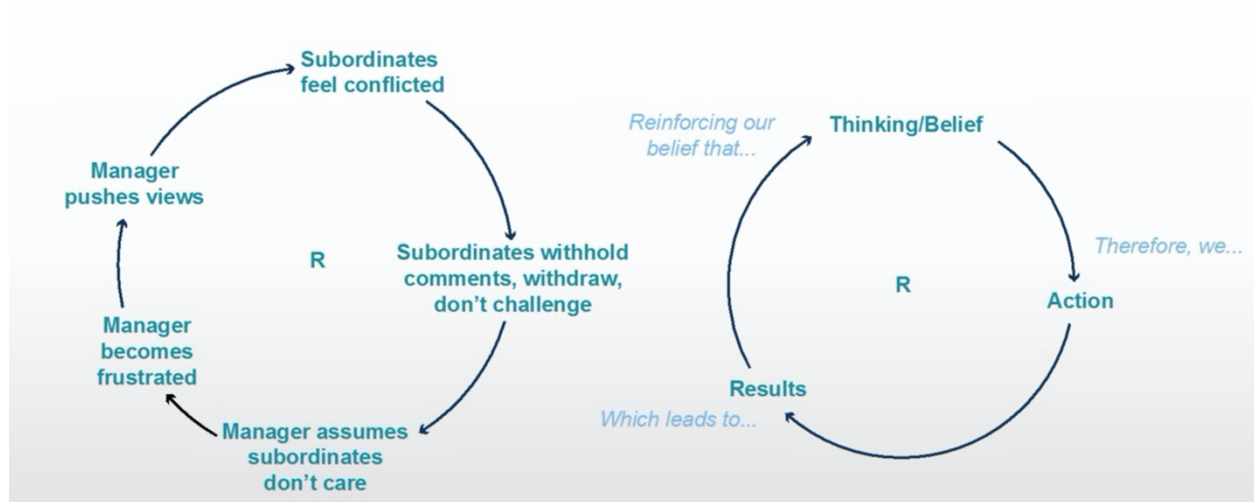 Subordinates
feel conflicted
Manager
pushes views
R
Subordinates withhold
comments, withdraw,
don't challenge
Manager
becomes
frustrated
Manager assumes
subordinates
don't care
Reinforcing our
belief that...
Thinking/Belief
Therefore, we...
R
Action
Results
Which leads to...